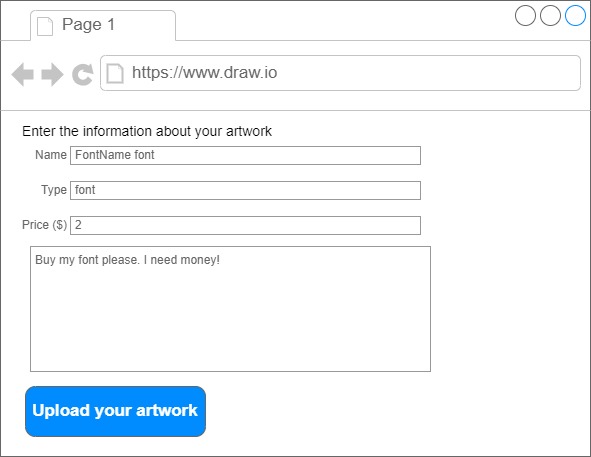 Page 1
https://www.draw.io
Enter the information about your artwork
Name FontName font
Type font
Price ($) 2
Buy my font please. I need money!
Upload your artwork